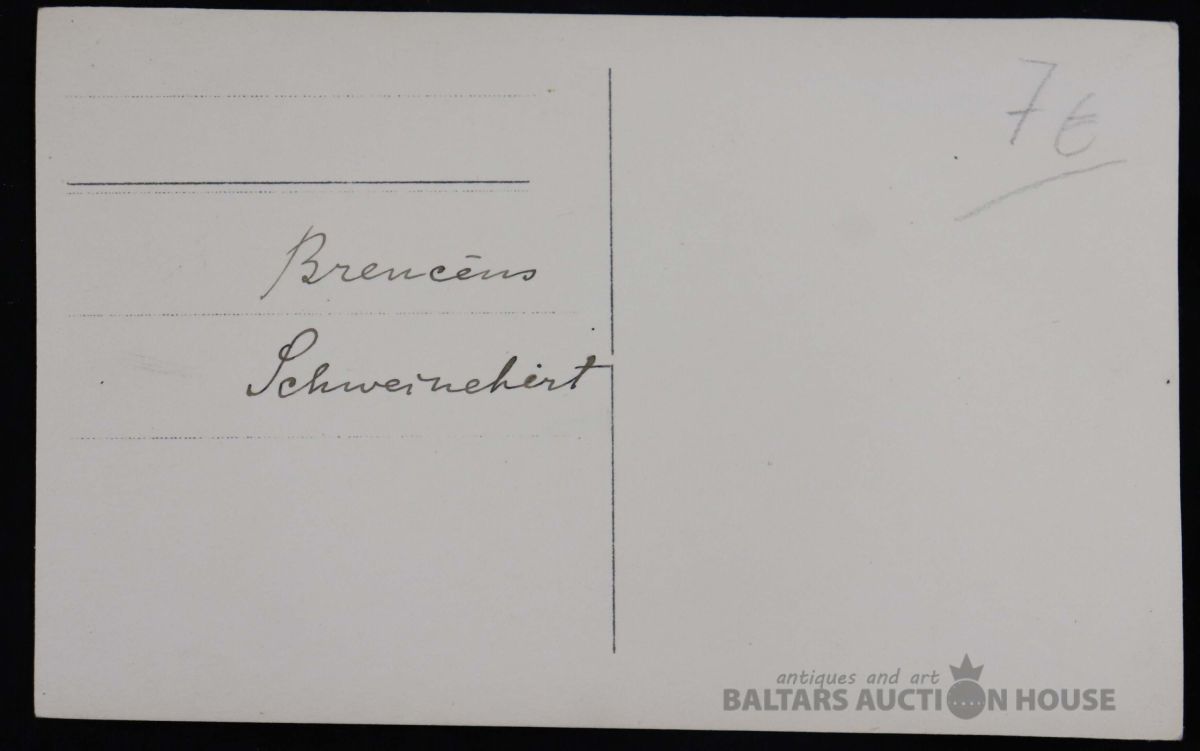 Brencēns
Schweinehirt
7 €
antiques and art
BALTARS AUCTION HOUSE